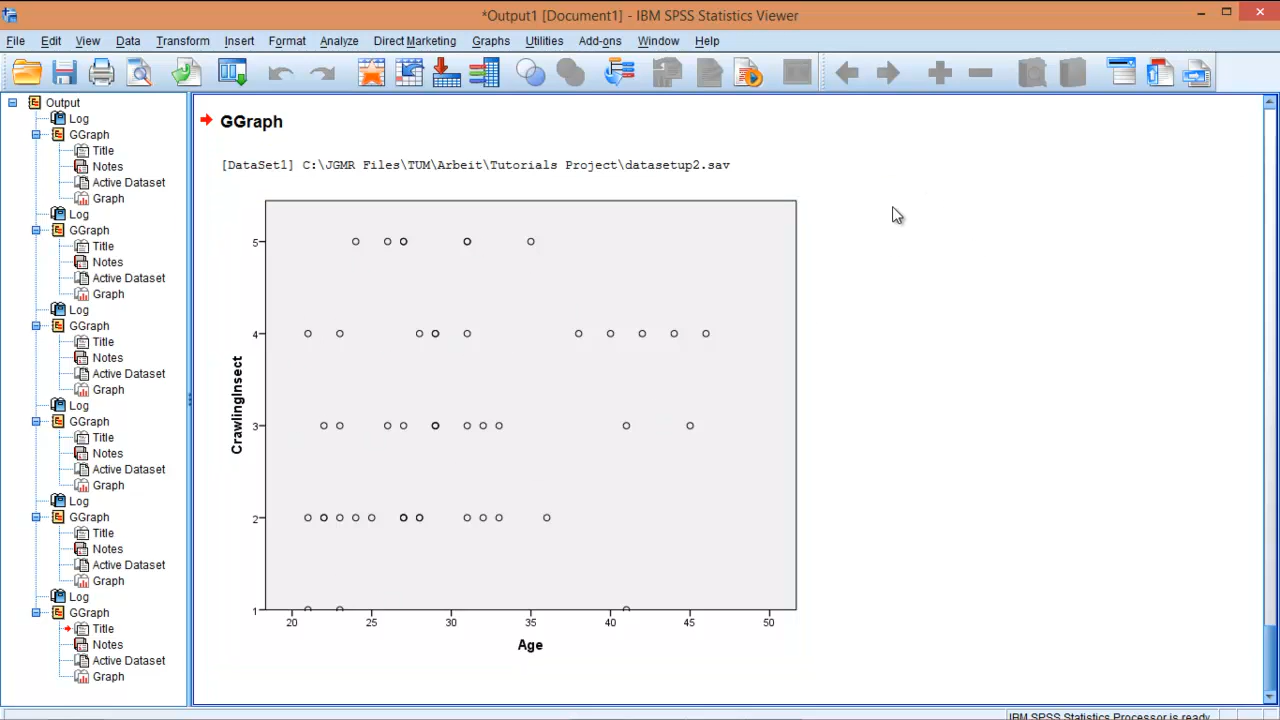 *Output1 [Document1] - IBM SPSS Statistics Viewer
File Edit View Data Transform Insert Format Analyze Direct Marketing Graphs Utilities Add-ons Window Help
Output
Log
GGraph
Title
Notes
Active Dataset
Graph
Log
GGraph
Title
Notes
Active Dataset
Graph
Log
GGraph
Title
Notes
Active Dataset
Graph
Log
GGraph
Title
Notes
Active Dataset
Graph
Log
GGraph
Title
Notes
Active Dataset
Graph
Log
GGraph
Title
Notes
Active Dataset
Graph
GGraph
[DataSet1] C:\JGMR Files\TUM\Arbeit\Tutorials Project\datasetup2.sav
CrawlingInsect
5
4
3
2
1
20 25 30 35 40 45 50
Age
IBM SPSS Statistics Processor is ready